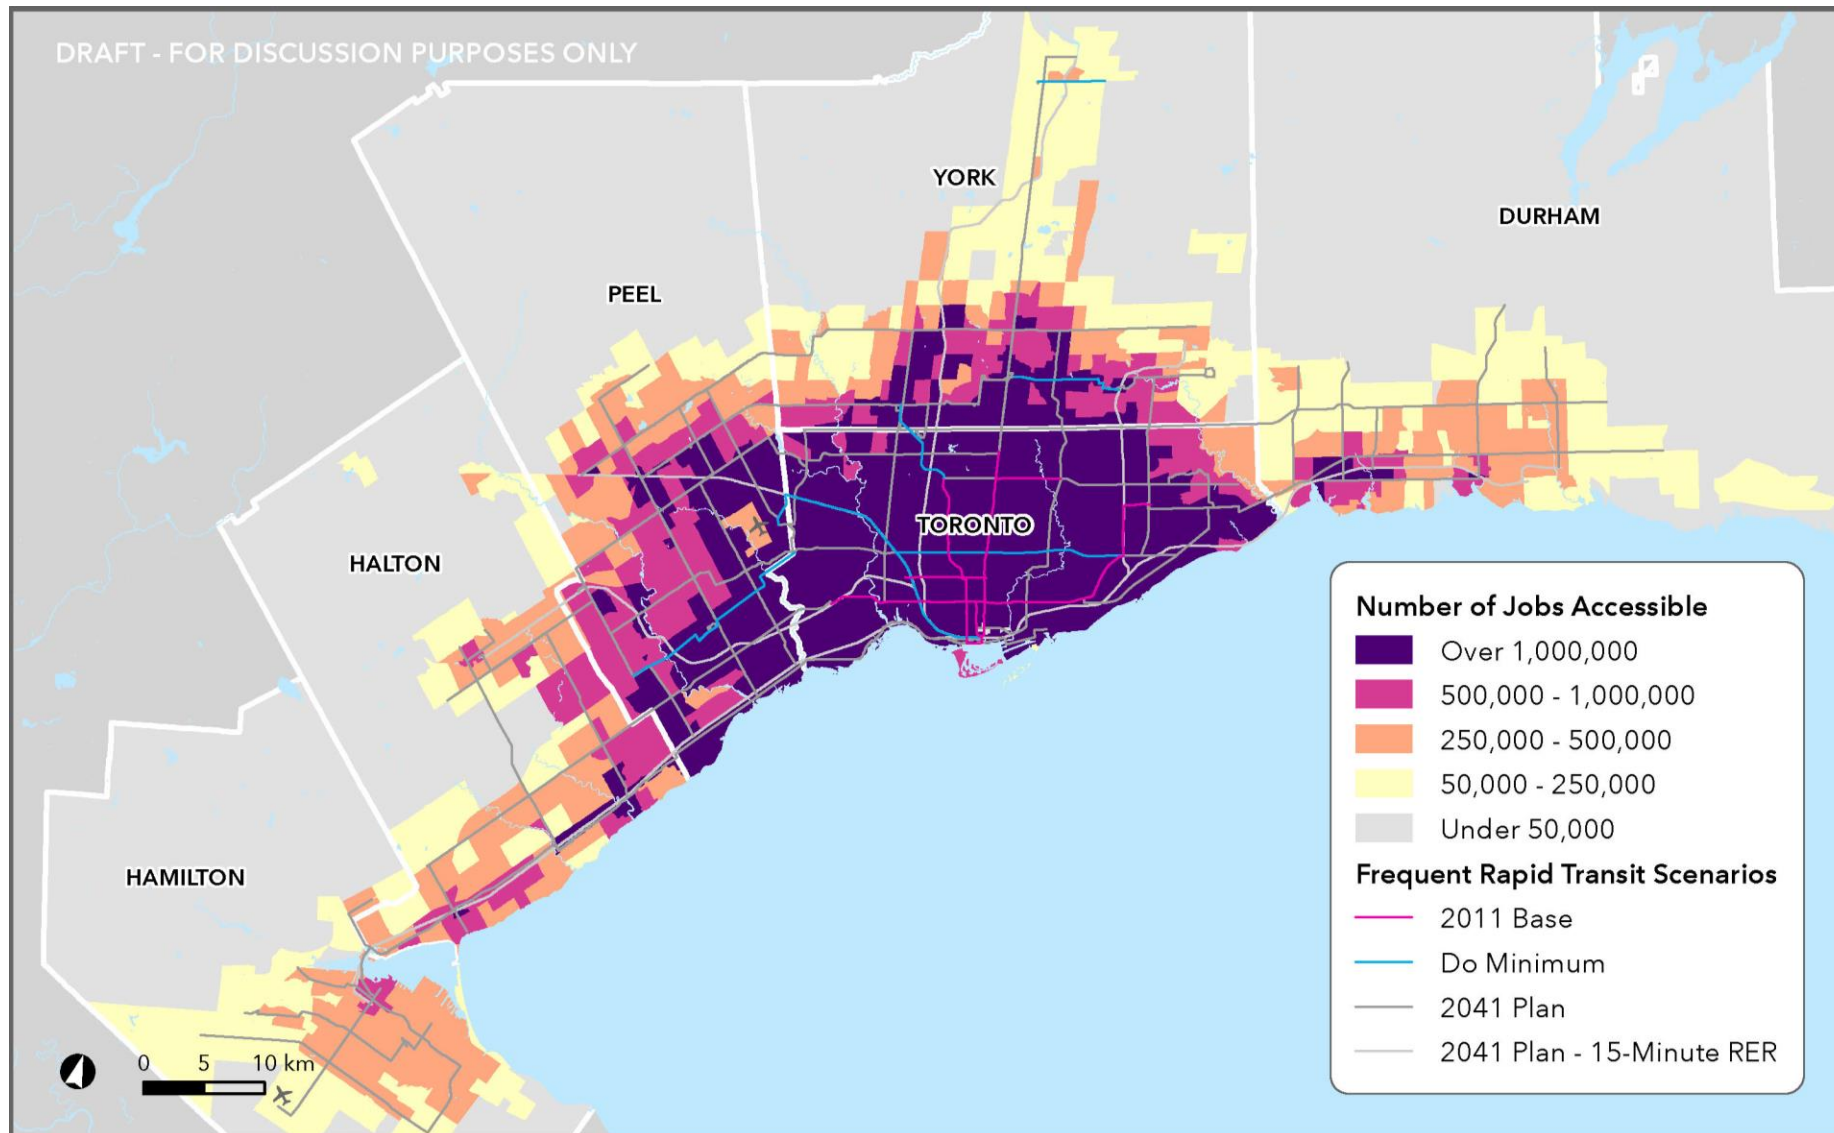 DRAFT - FOR DISCUSSION PURPOSES ONLY
YORK
DURHAM
PEEL
TORONTO
HALTON
HAMILTON
Number of Jobs Accessible
Over 1,000,000
500,000 - 1,000,000
250,000 - 500,000
50,000 - 250,000
Under 50,000
Frequent Rapid Transit Scenarios
2011 Base
Do Minimum
2041 Plan
2041 Plan - 15-Minute RER
0 5 10 km